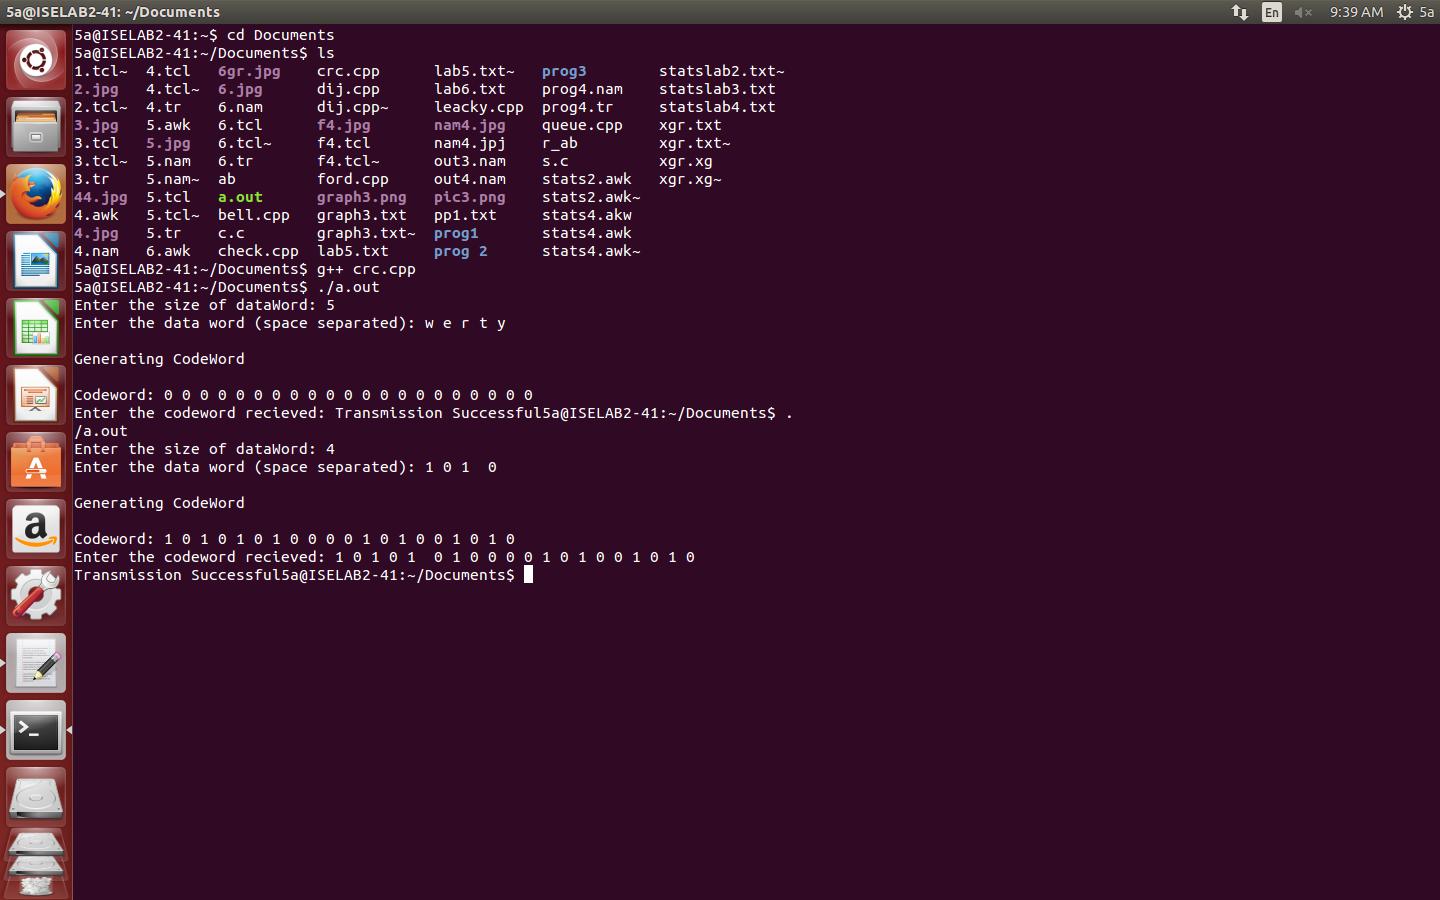 5a@ISELAB2-41: ~/Documents En 9:39 AM 5a
5a@ISELAB2-41:~$ cd Documents
5a@ISELAB2-41:~/Documents$ ls
1.tcl~ 4.tcl 6gr.jpg crc.cpp lab5.txt~ prog3 statslab2.txt~
2.jpg 4.tcl~ 6.jpg dij.cpp lab6.txt prog4.nam statslab3.txt
2.tcl~ 4.tr 6.nam dij.cpp~ leacky.cpp prog4.tr statslab4.txt
3.jpg 5.awk 6.tcl f4.jpg nam4.jpg queue.cpp xgr.txt
3.tcl 5.jpg 6.tcl~ f4.tcl nam4.jpj r_ab xgr.txt~
3.tcl~ 5.nam 6.tr f4.tcl~ out3.nam s.c xgr.xg
3.tr 5.nam~ ab ford.cpp out4.nam stats2.awk xgr.xg~
44.jpg 5.tcl a.out graph3.png pic3.png stats2.awk~
4.awk 5.tcl~ bell.cpp graph3.txt pp1.txt stats4.akw
4.jpg 5.tr c.c graph3.txt~ prog1 stats4.awk
4.nam 6.awk check.cpp lab5.txt prog 2 stats4.awk~
5a@ISELAB2-41:~/Documents$ g++ crc.cpp
5a@ISELAB2-41:~/Documents$ ./a.out
Enter the size of dataWord: 5
Enter the data word (space separated): w e r t y
Generating CodeWord
Codeword: 0 0 0 0 0 0 0 0 0 0 0 0 0 0 0 0 0 0 0 0 0
Enter the codeword recieved: Transmission Successful5a@ISELAB2-41:~/Documents$ .
/a.out
Enter the size of dataWord: 4
Enter the data word (space separated): 1 0 1  0
Generating CodeWord
Codeword: 1 0 1 0 1 0 1 0 0 0 0 1 0 1 0 0 1 0 1 0
Enter the codeword recieved: 1 0 1 0 1  0 1 0 0 0 0 1 0 1 0 0 1 0 1 0
Transmission Successful5a@ISELAB2-41:~/Documents$